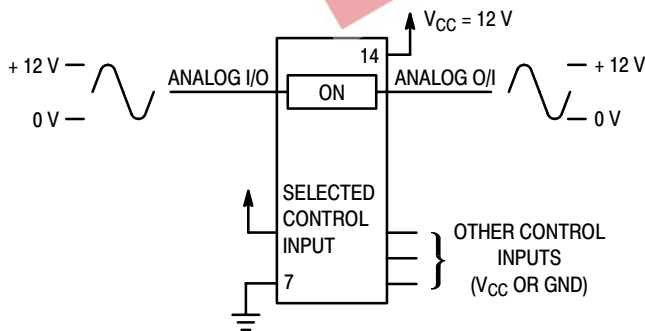 V_CC = 12 V
14
+ 12 V
0 V
ANALOG I/O
ON
ANALOG O/I
+ 12 V
0 V
SELECTED
CONTROL
INPUT
7
OTHER CONTROL
INPUTS
(V_CC OR GND)